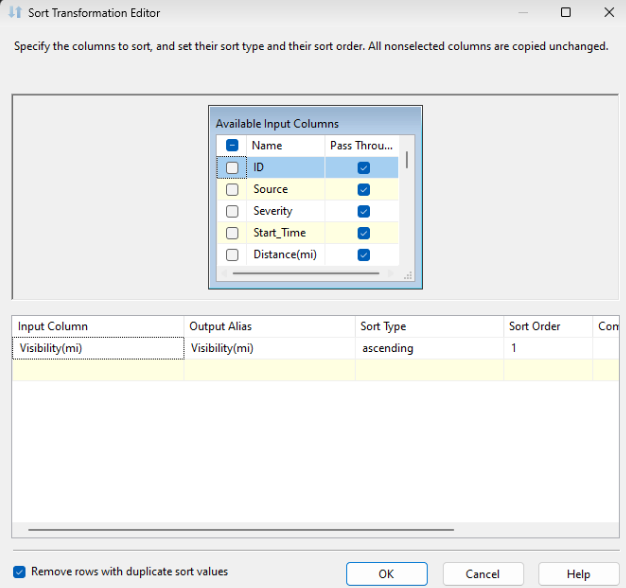 Sort Transformation Editor
Specify the columns to sort, and set their sort type and their sort order. All nonselected columns are copied unchanged.
Available Input Columns
Name Pass Throu...
ID
Source
Severity
Start_Time
Distance(mi)
Input Column Output Alias Sort Type Sort Order Com
Visibility(mi) Visibility(mi) ascending 1
Remove rows with duplicate sort values
OK Cancel Help